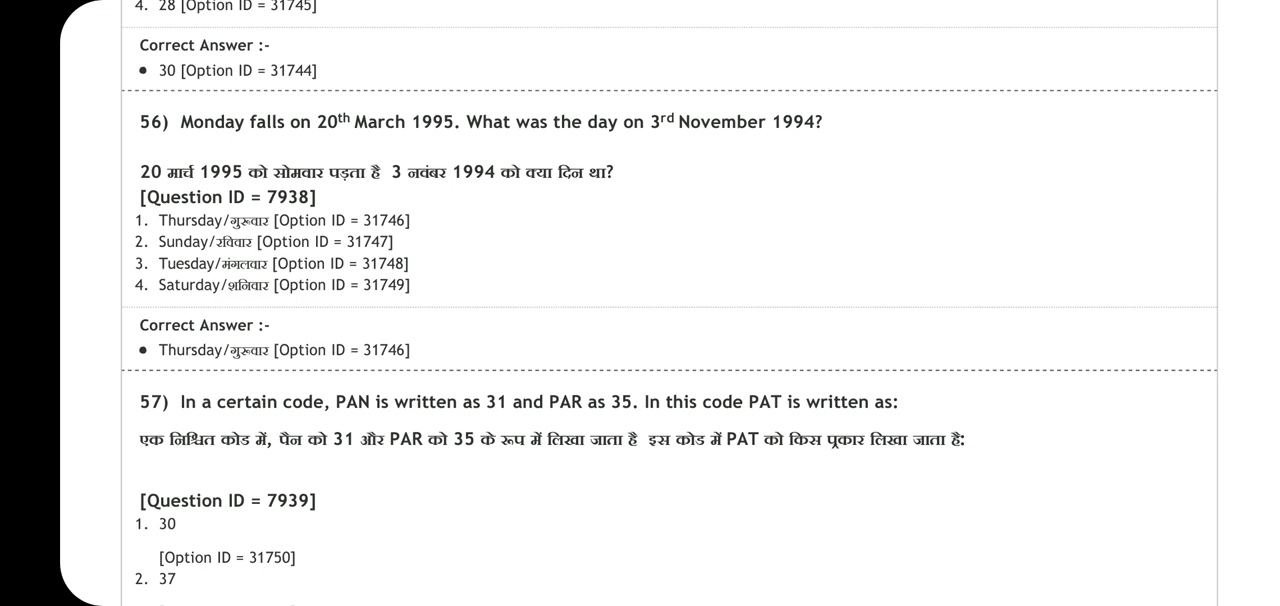 4. 28 [Option ID = 31745]
Correct Answer :-
• 30 [Option ID = 31744]
56) Monday falls on 20th March 1995. What was the day on 3rd November 1994?
20 मार्च 1995 को सोमवार पड़ता है 3 नवंबर 1994 को क्या दिन था?
[Question ID = 7938]
1. Thursday/गुरूवार [Option ID = 31746]
2. Sunday/रविवार [Option ID = 31747]
3. Tuesday/मंगलवार [Option ID = 31748]
4. Saturday/शनिवार [Option ID = 31749]
Correct Answer :-
• Thursday/गुरूवार [Option ID = 31746]
57) In a certain code, PAN is written as 31 and PAR as 35. In this code PAT is written as:
एक निश्चित कोड में, पैन को 31 और PAR को 35 के रूप में लिखा जाता है इस कोड में PAT को किस प्रकार लिखा जाता है:
[Question ID = 7939]
1. 30
[Option ID = 31750]
2. 37